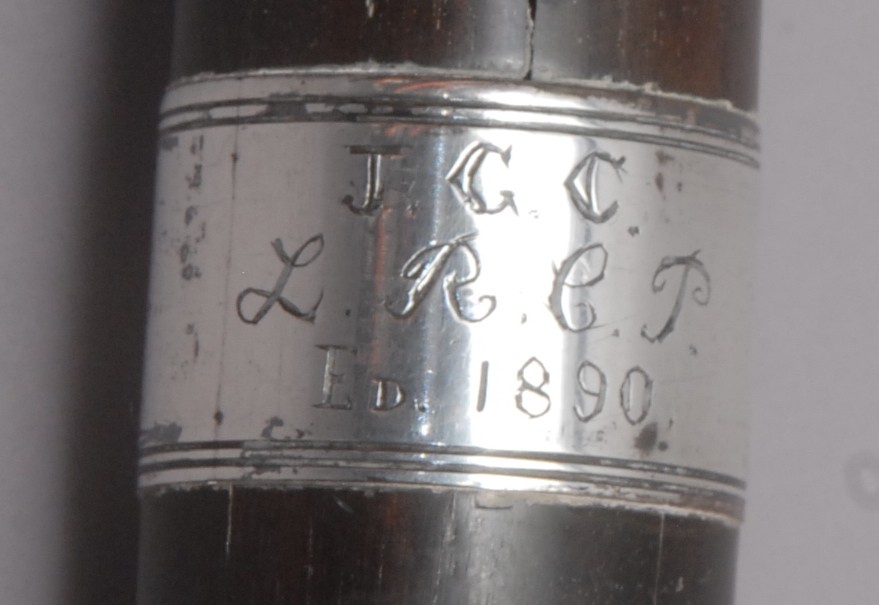 J. G. C.
L. R. C. P
ED. 1890